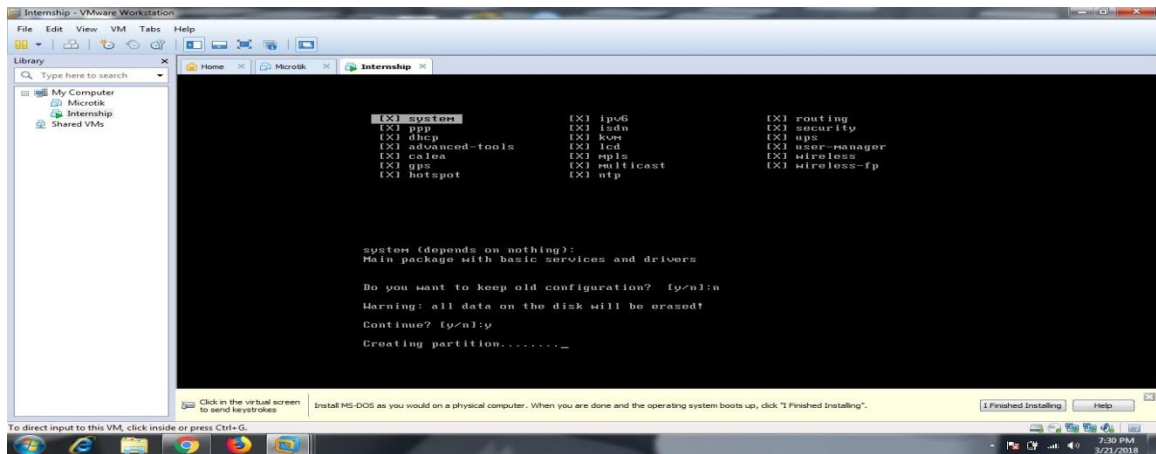 Internship - VMware Workstation
File Edit View VM Tabs Help
Library
Type here to search
My Computer
Microtik
Internship
Shared VMs
Home Microtik Internship
[X] system [X] ipv6 [X] routing
[X] ppp [X] isdn [X] security
[X] dhcp [X] kvm [X] ups
[X] advanced-tools [X] lcd [X] user-manager
[X] calea [X] mpls [X] wireless
[X] gps [X] multicast [X] wireless-fp
[X] hotspot [X] ntp
system (depends on nothing):
Main package with basic services and drivers
Do you want to keep old configuration? [y/n]:n
Warning: all data on the disk will be erased!
Continue? [y/n]:y
Creating partition........_
Click in the virtual screen
to send keystrokes
Install MS-DOS as you would on a physical computer. When you are done and the operating system boots up, click "I Finished Installing".
I Finished Installing Help
To direct input to this VM, click inside or press Ctrl+G.
7:30 PM
3/21/2018